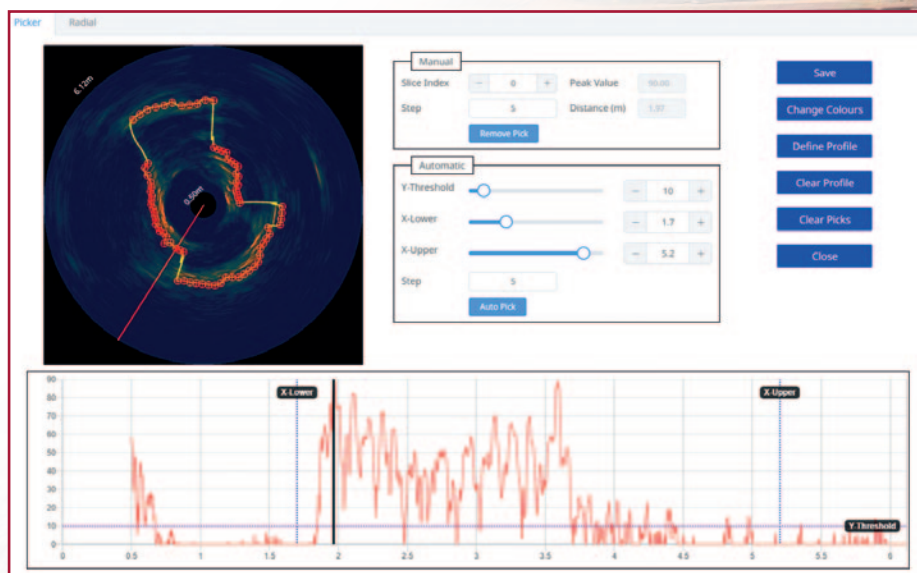 Picker Radial
6.12m
0.50m
Manual
Slice Index − 0 + Peak Value 90.00
Step 5 Distance (m) 1.97
Remove Pick
Automatic
Y-Threshold − 10 +
X-Lower − 1.7 +
X-Upper − 5.2 +
Step 5
Auto Pick
Save
Change Colours
Define Profile
Clear Profile
Clear Picks
Close
90
80
70
60
50
40
30
20
10
0
X-Lower X-Upper
Y-Threshold
0 0.5 1 1.5 2 2.5 3 3.5 4 4.5 5 5.5 6